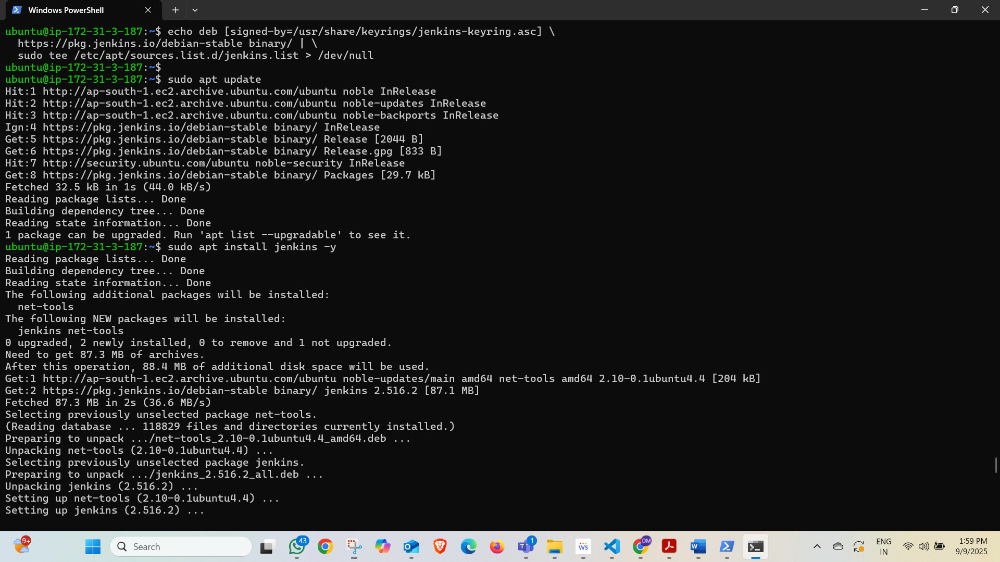 Windows PowerShell
ubuntu@ip-172-31-3-187:~$ echo deb [signed-by=/usr/share/keyrings/jenkins-keyring.asc] \
  https://pkg.jenkins.io/debian-stable binary/ | \
  sudo tee /etc/apt/sources.list.d/jenkins.list > /dev/null
ubuntu@ip-172-31-3-187:~$
ubuntu@ip-172-31-3-187:~$ sudo apt update
Hit:1 http://ap-south-1.ec2.archive.ubuntu.com/ubuntu noble InRelease
Hit:2 http://ap-south-1.ec2.archive.ubuntu.com/ubuntu noble-updates InRelease
Hit:3 http://ap-south-1.ec2.archive.ubuntu.com/ubuntu noble-backports InRelease
Ign:4 https://pkg.jenkins.io/debian-stable binary/ InRelease
Get:5 https://pkg.jenkins.io/debian-stable binary/ Release [2044 B]
Get:6 https://pkg.jenkins.io/debian-stable binary/ Release.gpg [833 B]
Hit:7 http://security.ubuntu.com/ubuntu noble-security InRelease
Get:8 https://pkg.jenkins.io/debian-stable binary/ Packages [29.7 kB]
Fetched 32.5 kB in 1s (44.0 kB/s)
Reading package lists... Done
Building dependency tree... Done
Reading state information... Done
1 package can be upgraded. Run 'apt list --upgradable' to see it.
ubuntu@ip-172-31-3-187:~$ sudo apt install jenkins -y
Reading package lists... Done
Building dependency tree... Done
Reading state information... Done
The following additional packages will be installed:
  net-tools
The following NEW packages will be installed:
  jenkins net-tools
0 upgraded, 2 newly installed, 0 to remove and 1 not upgraded.
Need to get 87.3 MB of archives.
After this operation, 88.4 MB of additional disk space will be used.
Get:1 http://ap-south-1.ec2.archive.ubuntu.com/ubuntu noble-updates/main amd64 net-tools amd64 2.10-0.1ubuntu4.4 [204 kB]
Get:2 https://pkg.jenkins.io/debian-stable binary/ jenkins 2.516.2 [87.1 MB]
Fetched 87.3 MB in 2s (36.6 MB/s)
Selecting previously unselected package net-tools.
(Reading database ... 118829 files and directories currently installed.)
Preparing to unpack .../net-tools_2.10-0.1ubuntu4.4_amd64.deb ...
Unpacking net-tools (2.10-0.1ubuntu4.4) ...
Selecting previously unselected package jenkins.
Preparing to unpack .../jenkins_2.516.2_all.deb ...
Unpacking jenkins (2.516.2) ...
Setting up net-tools (2.10-0.1ubuntu4.4) ...
Setting up jenkins (2.516.2) ...
9+
Search
43
1
ws
OM
ENG
IN
1:59 PM
9/9/2025